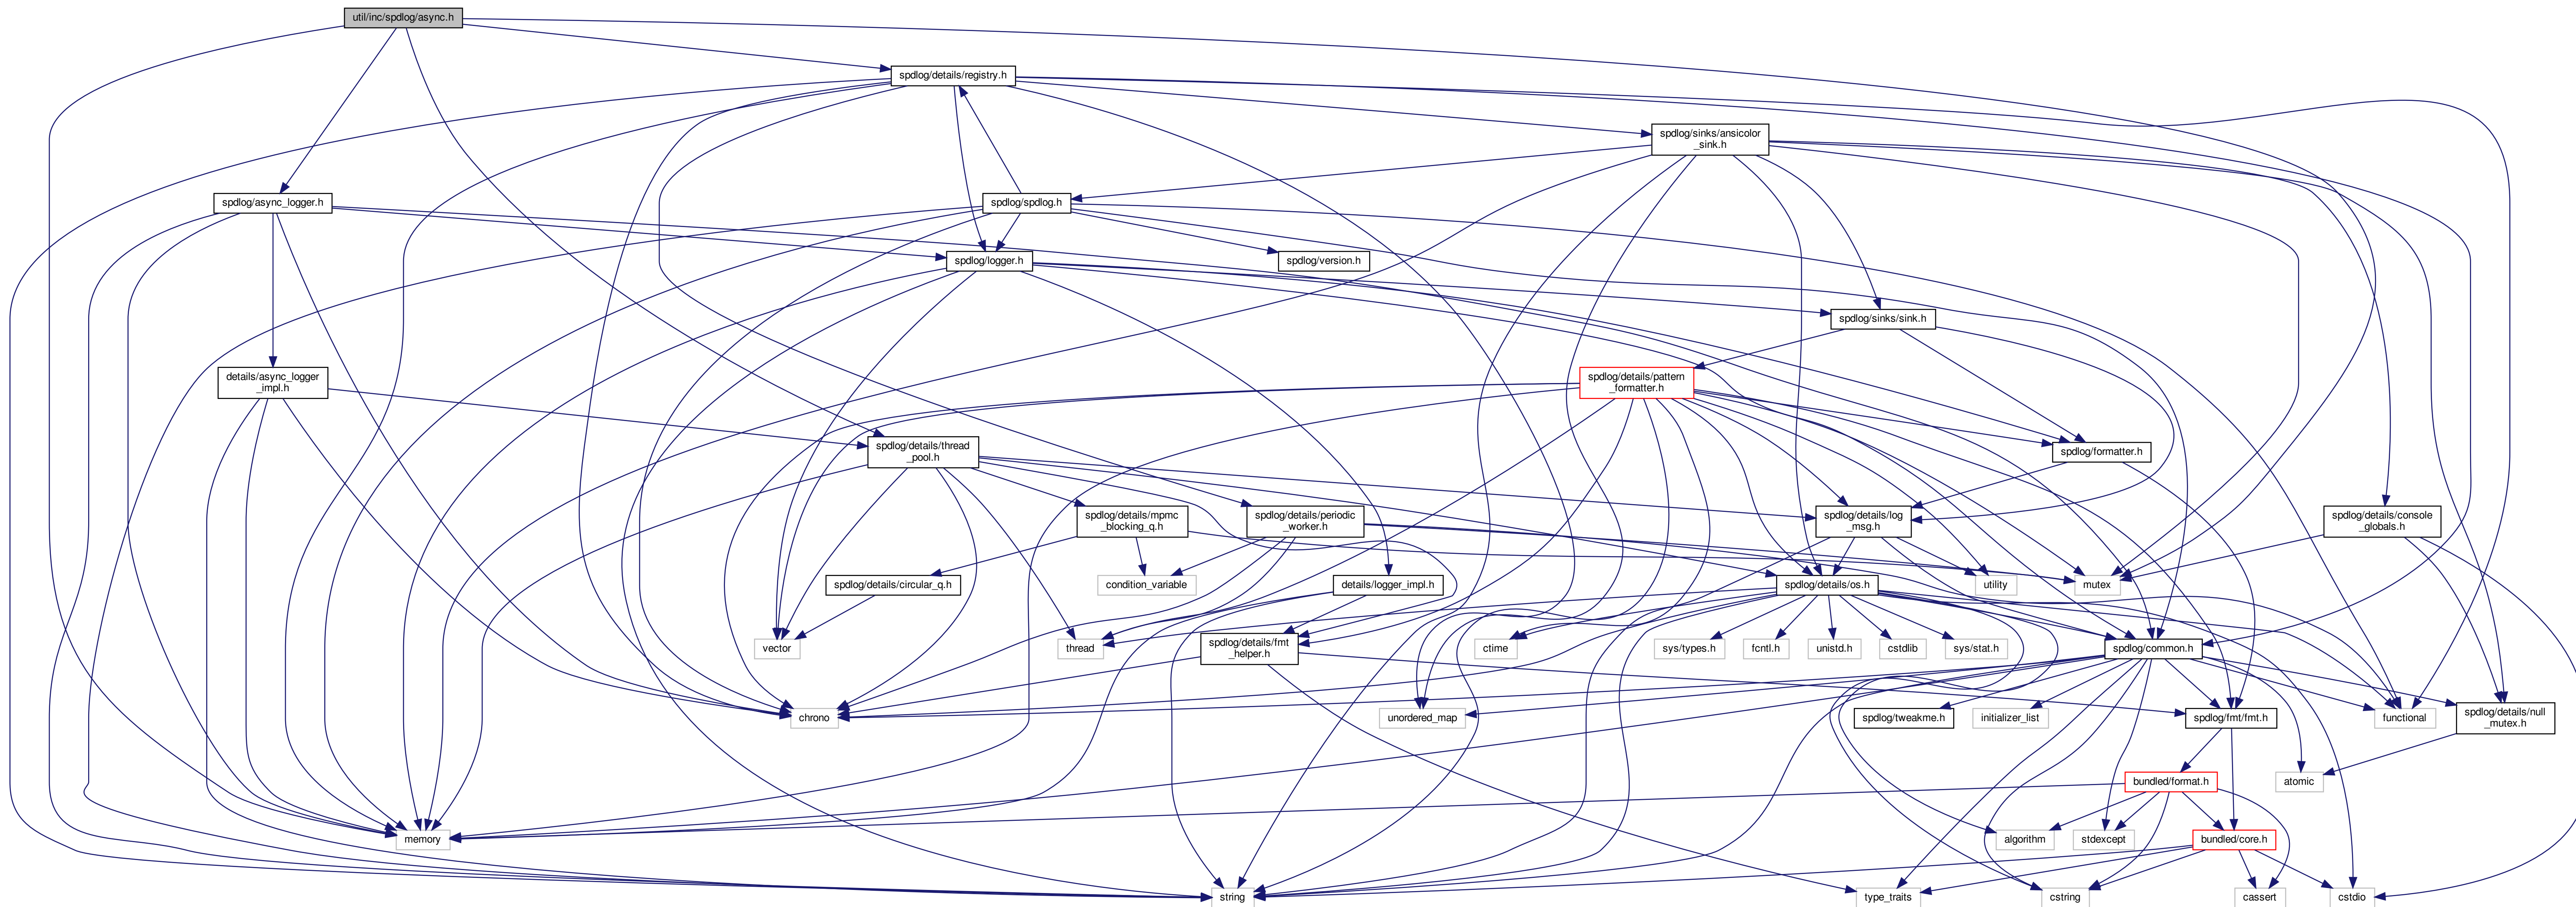 util/inc/spdlog/async.h
spdlog/details/registry.h
spdlog/sinks/ansicolor
_sink.h
spdlog/async_logger.h
spdlog/spdlog.h
spdlog/logger.h
spdlog/version.h
spdlog/sinks/sink.h
details/async_logger
_impl.h
spdlog/details/pattern
_formatter.h
spdlog/details/thread
_pool.h
spdlog/formatter.h
spdlog/details/mpmc
_blocking_q.h
spdlog/details/periodic
_worker.h
spdlog/details/log
_msg.h
spdlog/details/console
_globals.h
spdlog/details/circular_q.h
condition_variable
details/logger_impl.h
spdlog/details/os.h
utility
mutex
vector
thread
spdlog/details/fmt
_helper.h
ctime
sys/types.h
fcntl.h
unistd.h
cstdlib
sys/stat.h
spdlog/common.h
chrono
unordered_map
spdlog/tweakme.h
initializer_list
spdlog/fmt/fmt.h
functional
spdlog/details/null
_mutex.h
bundled/format.h
atomic
memory
algorithm
stdexcept
bundled/core.h
string
type_traits
cstring
cassert
cstdio